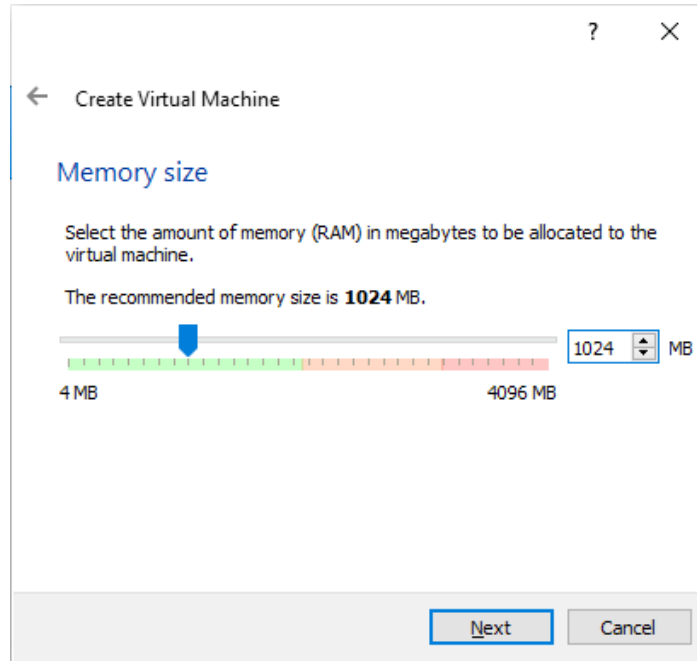 ?
Create Virtual Machine
Memory size
Select the amount of memory (RAM) in megabytes to be allocated to the
virtual machine.
The recommended memory size is 1024 MB.
1024 MB
4 MB 4096 MB
Next Cancel